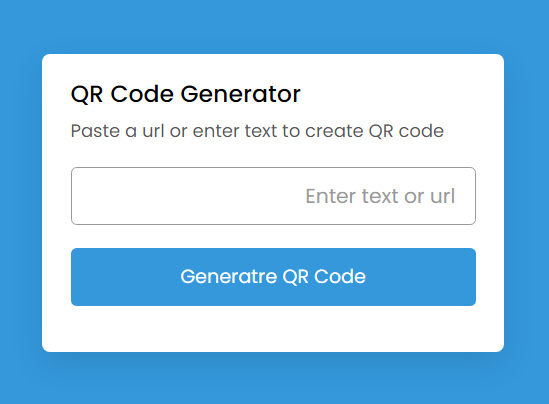 QR Code Generator
Paste a url or enter text to create QR code
Enter text or url
Generatre QR Code